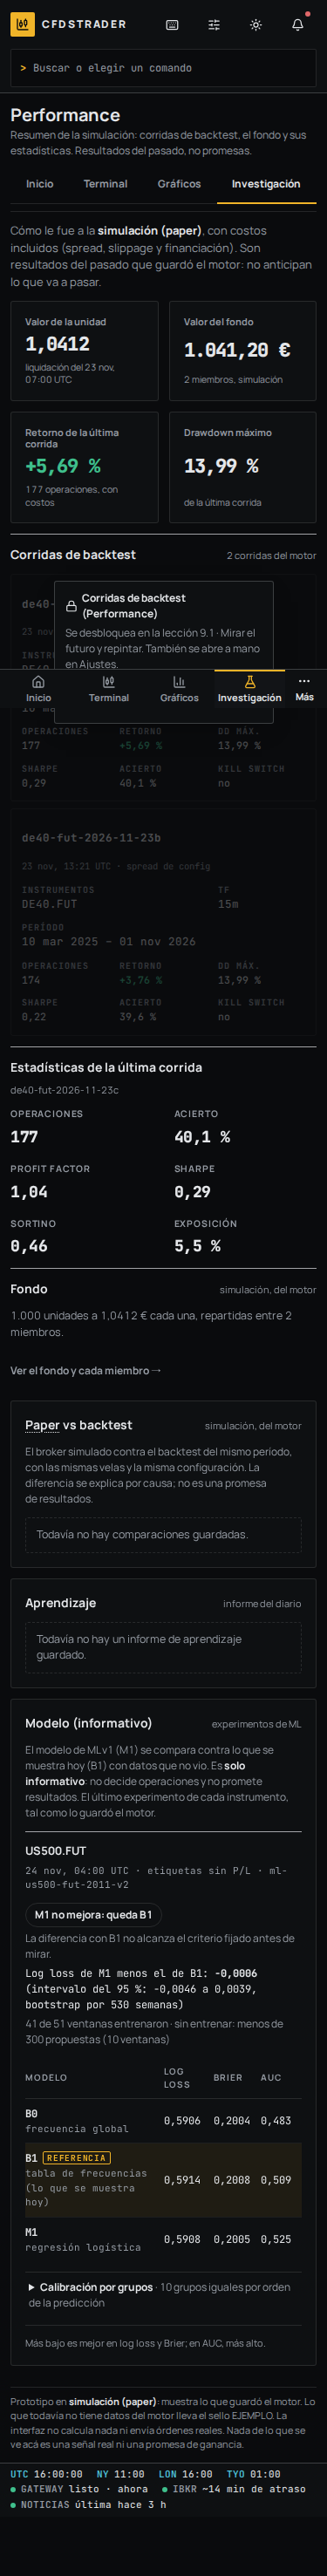 CFDSTRADER
> Buscar o elegir un comando
Performance
Resumen de la simulación: corridas de backtest, el fondo y sus
estadísticas. Resultados del pasado, no promesas.
Inicio Terminal Gráficos Investigación
Cómo le fue a la simulación (paper), con costos
incluidos (spread, slippage y financiación). Son
resultados del pasado que guardó el motor: no anticipan
lo que va a pasar.
Valor de la unidad
1,0412
liquidación del 23 nov,
07:00 UTC
Valor del fondo
1.041,20 €
2 miembros, simulación
Retorno de la última
corrida
+5,69 %
177 operaciones, con
costos
Drawdown máximo
13,99 %
de la última corrida
Corridas de backtest 2 corridas del motor
Corridas de backtest
(Performance)
Se desbloquea en la lección 9.1 · Mirar el
futuro y repintar. También se abre a mano
en Ajustes.
Inicio Terminal Gráficos Investigación Más
OPERACIONES RETORNO DD MÁX.
177 +5,69 % 13,99 %
SHARPE ACIERTO KILL SWITCH
0,29 40,1 % no
de40-fut-2026-11-23b
23 nov, 13:21 UTC · spread de config
INSTRUMENTOS TF
DE40.FUT 15m
PERÍODO
10 mar 2025 – 01 nov 2026
OPERACIONES RETORNO DD MÁX.
174 +3,76 % 13,99 %
SHARPE ACIERTO KILL SWITCH
0,22 39,6 % no
Estadísticas de la última corrida
de40-fut-2026-11-23c
OPERACIONES ACIERTO
177 40,1 %
PROFIT FACTOR SHARPE
1,04 0,29
SORTINO EXPOSICIÓN
0,46 5,5 %
Fondo simulación, del motor
1.000 unidades a 1,0412 € cada una, repartidas entre 2
miembros.
Ver el fondo y cada miembro →
Paper vs backtest simulación, del motor
El broker simulado contra el backtest del mismo periodo,
con las mismas velas y la misma configuración. La
diferencia se explica por causa; no es una promesa
de resultados.
Todavía no hay comparaciones guardadas.
Aprendizaje informe del diario
Todavía no hay un informe de aprendizaje
guardado.
Modelo (informativo) experimentos de ML
El modelo de ML v1 (M1) se compara contra lo que se
muestra hoy (B1) con datos que no vio. Es solo
informativo: no decide operaciones y no promete
resultados. El último experimento de cada instrumento,
tal como lo guardó el motor.
US500.FUT
24 nov, 04:00 UTC · etiquetas sin P/L · ml-
us500-fut-2011-v2
M1 no mejora: queda B1
La diferencia con B1 no alcanza el criterio fijado antes de
mirar.
Log loss de M1 menos el de B1: -0,0006
(intervalo del 95 %: -0,0046 a 0,0039,
bootstrap por 530 semanas)
41 de 51 ventanas entrenaron · sin entrenar: menos de
300 propuestas (10 ventanas)
MODELO LOG LOSS BRIER AUC
B0
frecuencia global
0,5906 0,2004 0,483
B1 REFERENCIA
tabla de frecuencias
(lo que se muestra
hoy)
0,5914 0,2008 0,509
M1
regresión logística
0,5908 0,2005 0,525
▶ Calibración por grupos · 10 grupos iguales por orden
de la predicción
Más bajo es mejor en log loss y Brier; en AUC, más alto.
Prototipo en simulación (paper): muestra lo que guardó el motor. Lo
que todavía no tiene datos del motor lleva el sello EJEMPLO. La
interfaz no calcula nada ni envía órdenes reales. Nada de lo que se
ve acá es una señal real ni una promesa de ganancia.
UTC 16:00:00 NY 11:00 LON 16:00 TYO 01:00
GATEWAY listo · ahora IBKR ~14 min de atraso
NOTICIAS última hace 3 h